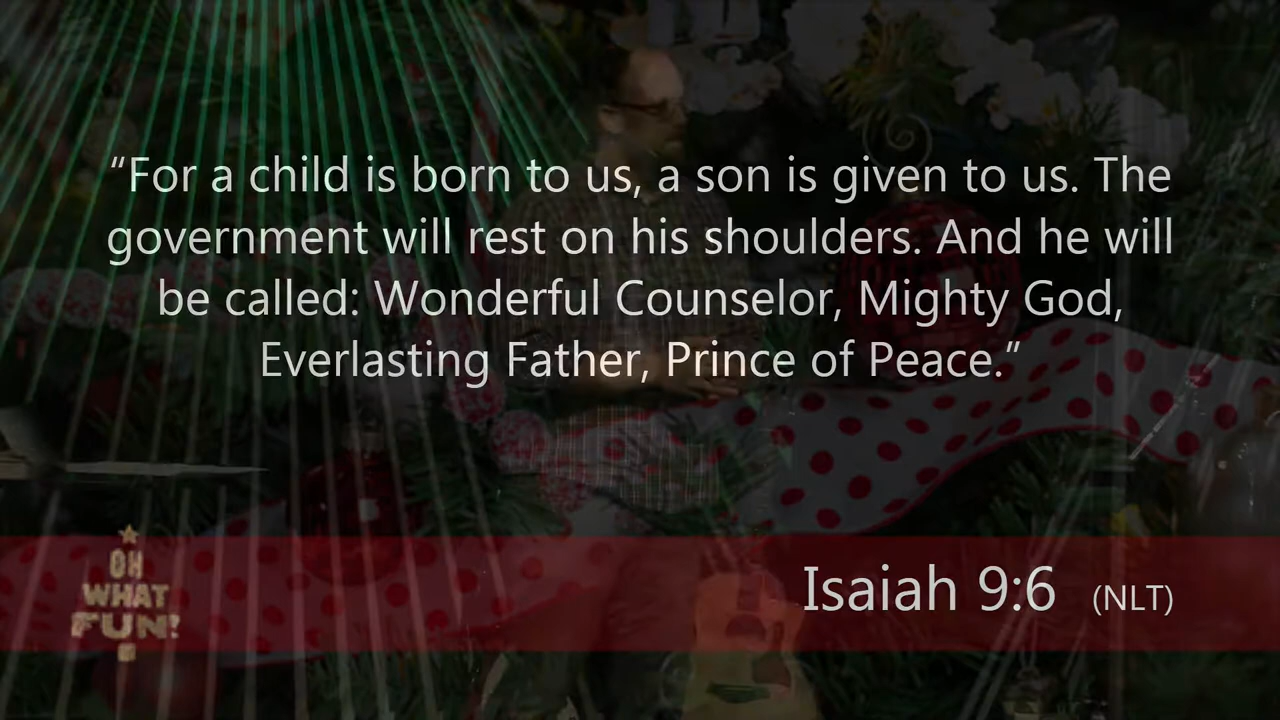 “For a child is born to us, a son is given to us. The
government will rest on his shoulders. And he will
be called: Wonderful Counselor, Mighty God,
Everlasting Father, Prince of Peace.”
Isaiah 9:6 (NLT)
OH
WHAT
FUN!